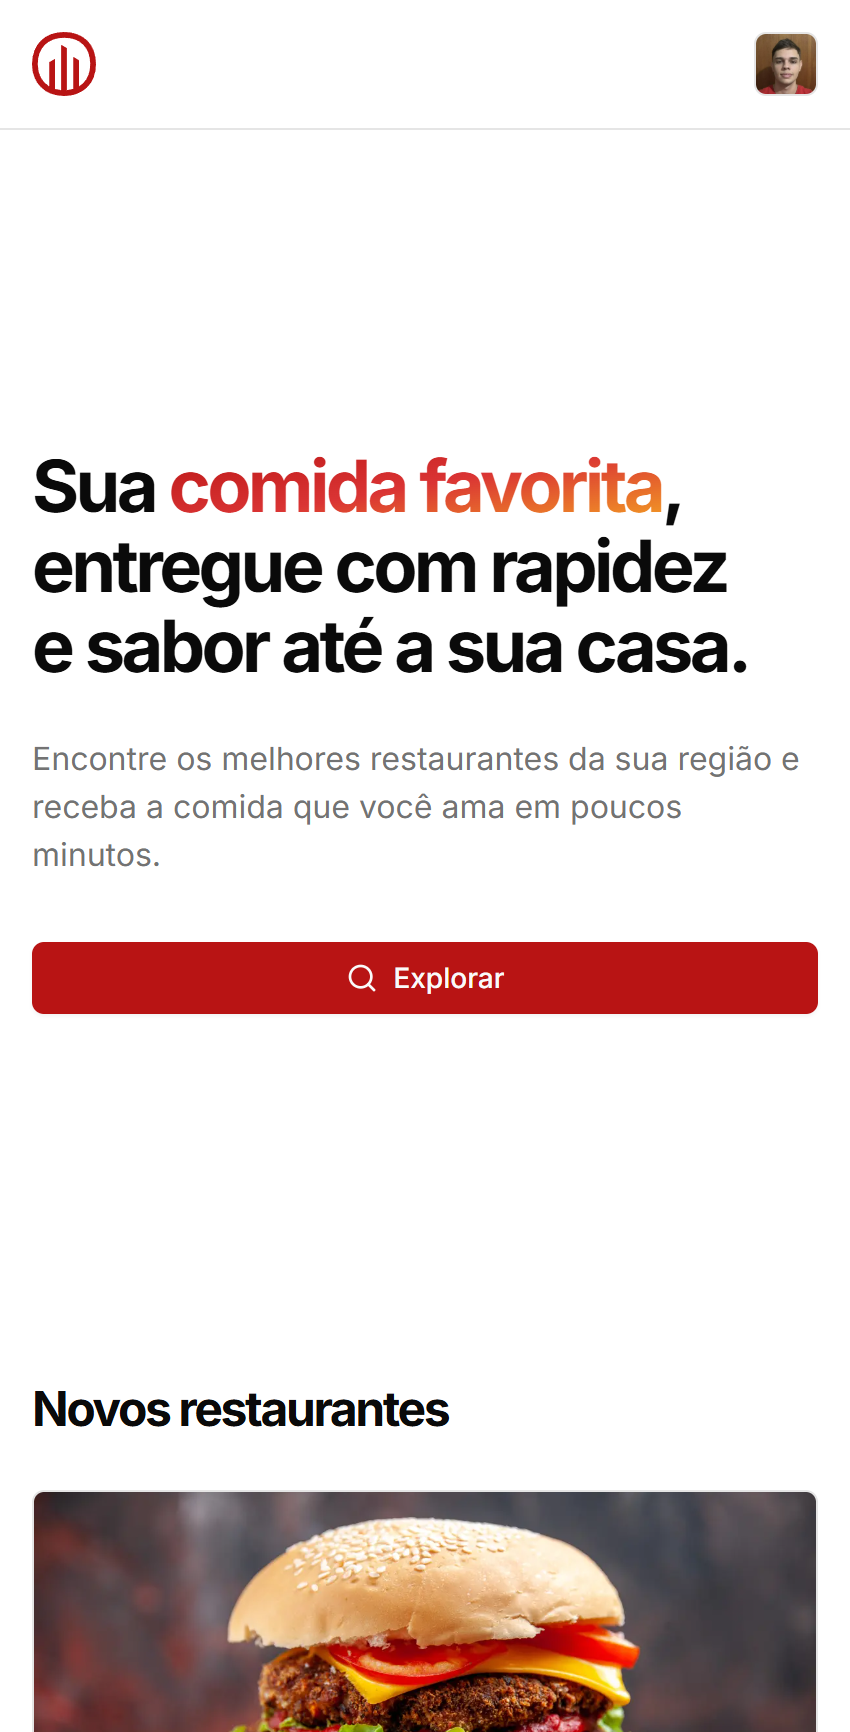 Sua comida favorita,
entregue com rapidez
e sabor até a sua casa.
Encontre os melhores restaurantes da sua região e
receba a comida que você ama em poucos
minutos.
Explorar
Novos restaurantes